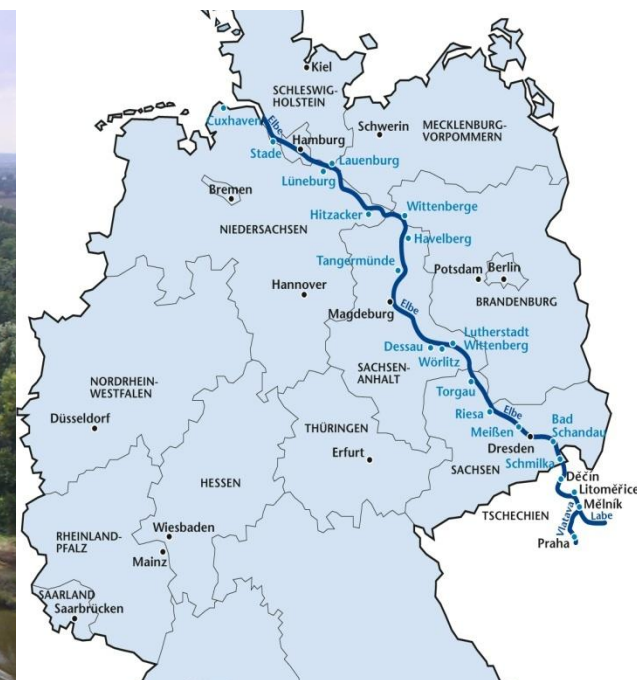 Kiel
SCHLESWIG-
HOLSTEIN
Cuxhaven
Elbe
Hamburg
Schwerin
MECKLENBURG-
VORPOMMERN
Stade
Lauenburg
Lüneburg
Bremen
Hitzacker
Wittenberge
NIEDERSACHSEN
Havelberg
Tangermünde
Potsdam
Berlin
Hannover
BRANDENBURG
Magdeburg
Elbe
Lutherstadt
Wittenberg
Dessau
Wörlitz
SACHSEN-
ANHALT
Torgau
NORDRHEIN-
WESTFALEN
Düsseldorf
Riesa
Elbe
Bad
Schandau
THÜRINGEN
Meißen
Dresden
Erfurt
Schmilka
SACHSEN
HESSEN
Děčín
Litoměřice
Mělník
TSCHECHIEN
Vlatava
Labe
Praha
RHEINLAND-
PFALZ
Wiesbaden
Mainz
SAARLAND
Saarbrücken